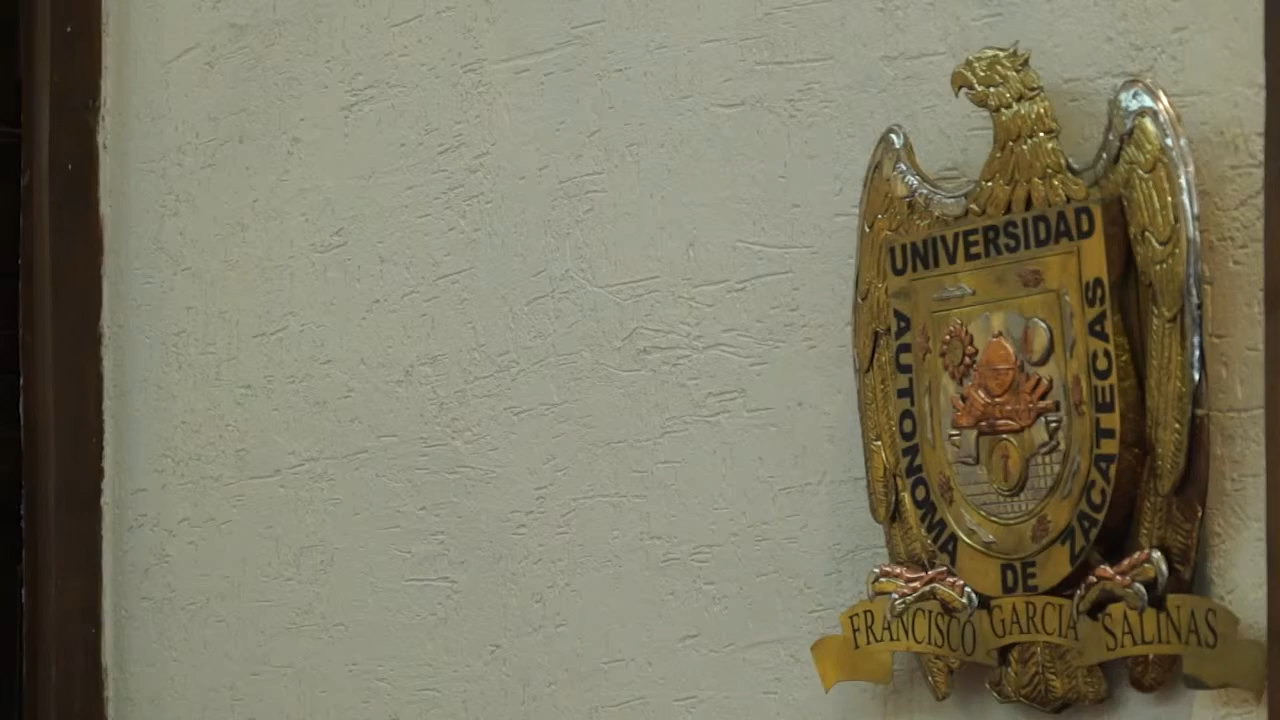 UNIVERSIDAD
AUTONOMA
DE
ZACATECAS
FRANCISCO GARCIA SALINAS